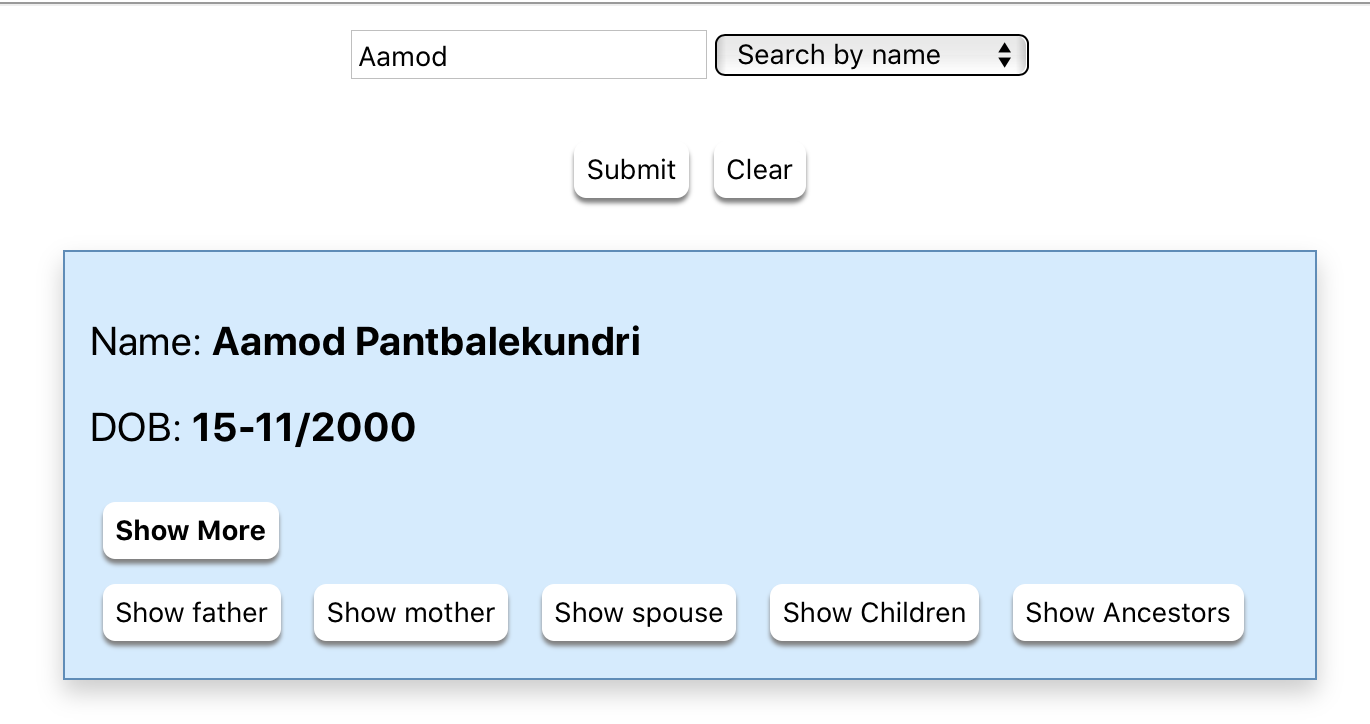 Aamod Search by name
Submit Clear
Name: Aamod Pantbalekundri
DOB: 15-11/2000
Show More
Show father Show mother Show spouse Show Children Show Ancestors